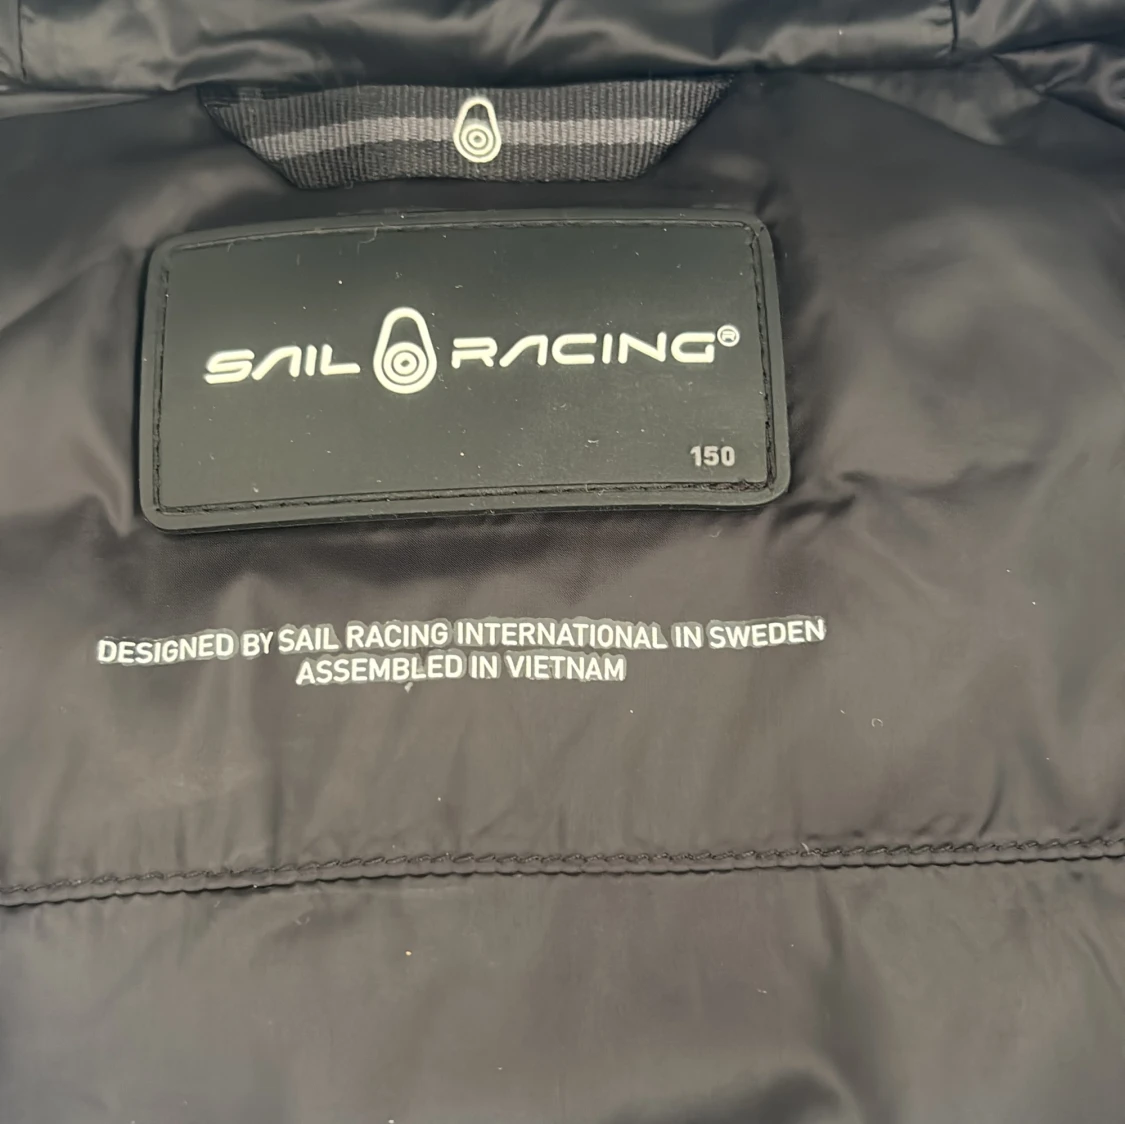 SAIL RACING®
150
DESIGNED BY SAIL RACING INTERNATIONAL IN SWEDEN
ASSEMBLED IN VIETNAM